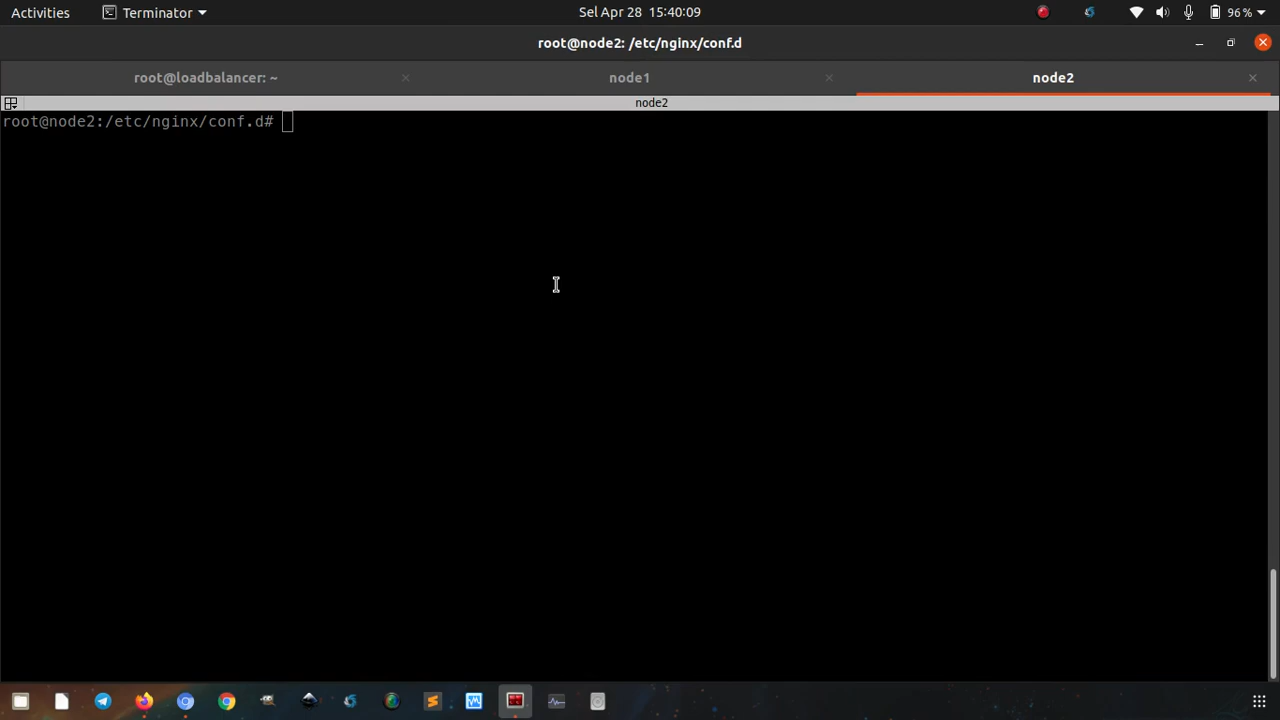 Activities
Terminator
Sel Apr 28 15:40:09
96 %
root@node2: /etc/nginx/conf.d
root@loadbalancer: ~
node1
node2
node2
root@node2:/etc/nginx/conf.d#